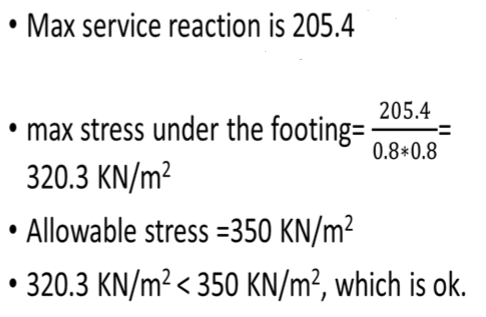 • Max service reaction is 205.4
• max stress under the footing= 205.4/0.8*0.8 =
320.3 KN/m²
• Allowable stress =350 KN/m²
• 320.3 KN/m² < 350 KN/m², which is ok.